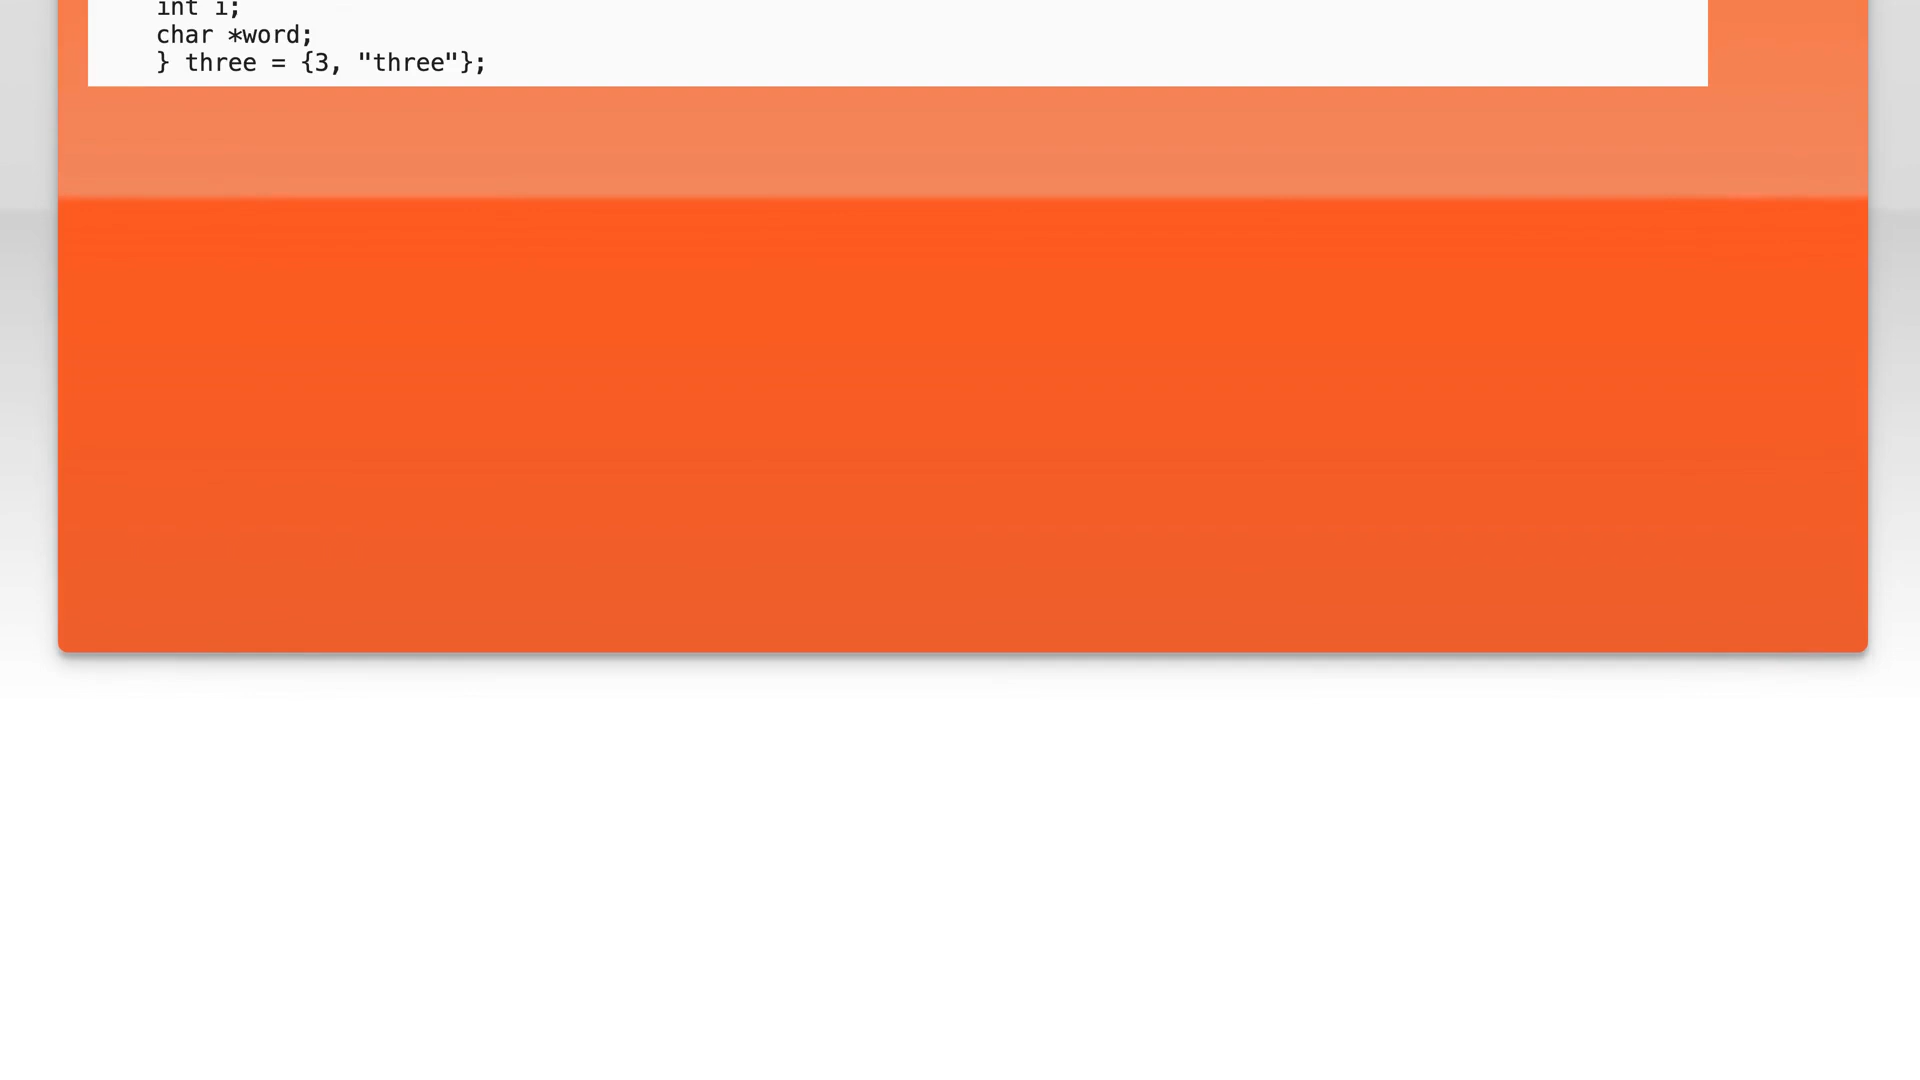 int i;
char *word;
} three = {3, "three"};